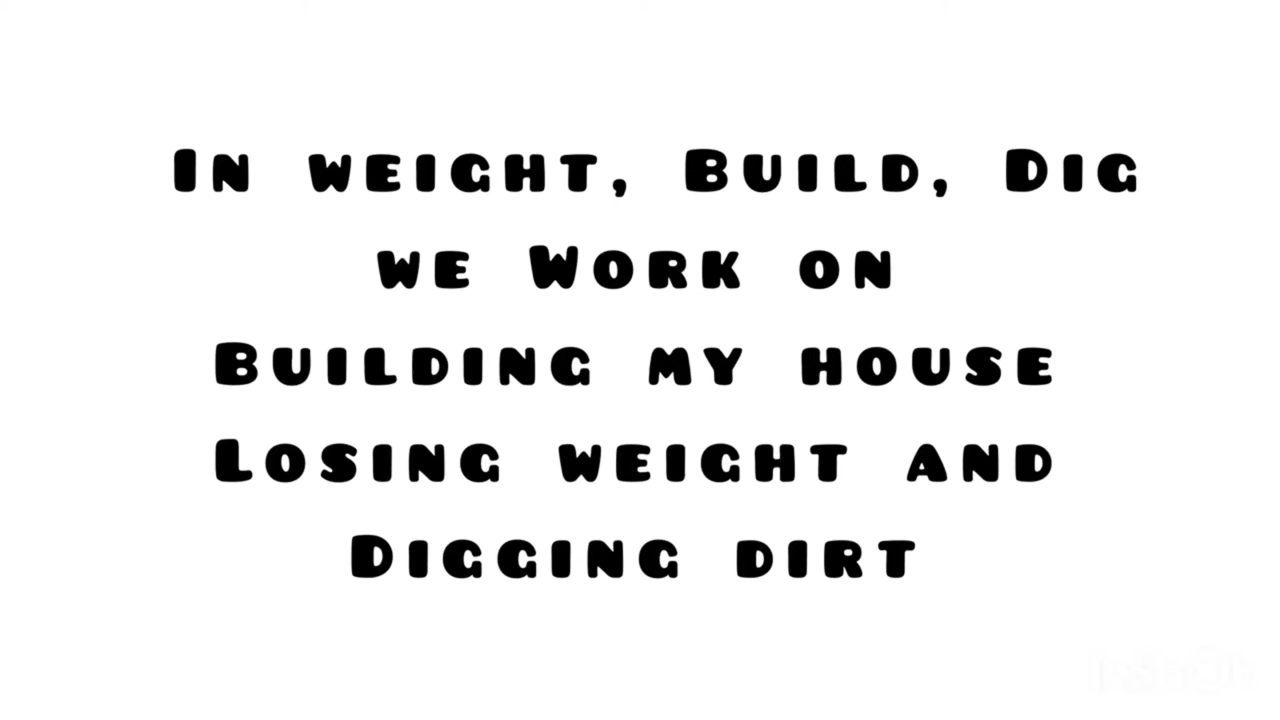 In weight, Build, Dig
we Work on
Building my house
Losing weight and
Digging dirt